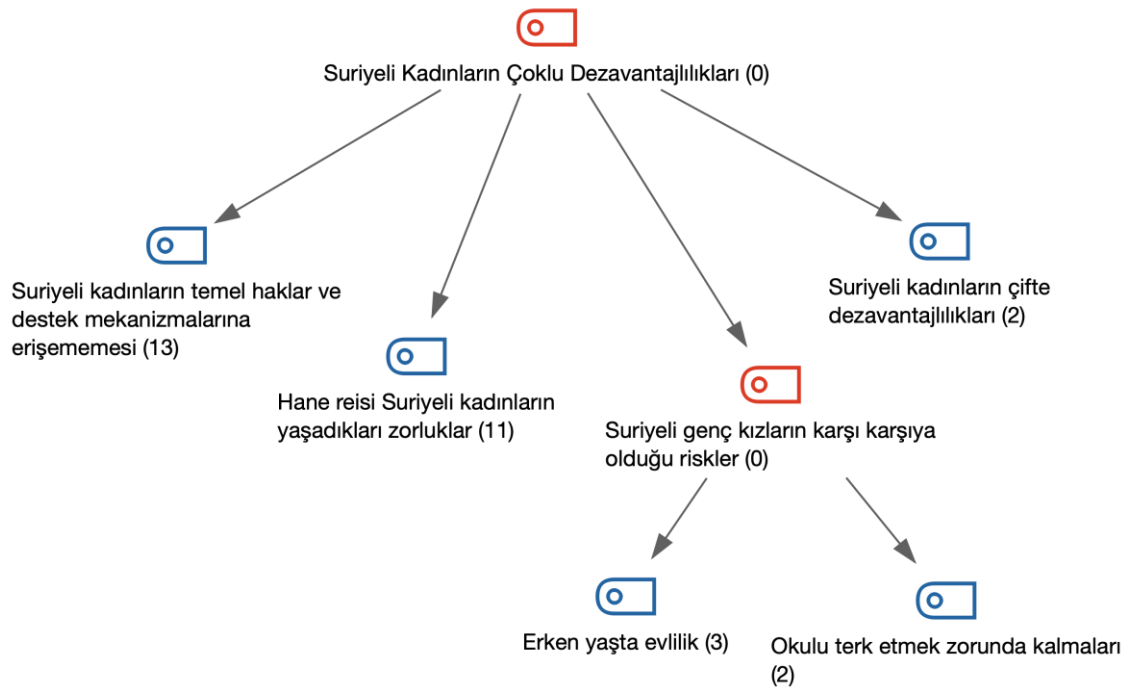 Suriyeli Kadınların Çoklu Dezavantajlılıkları (0)
Suriyeli kadınların temel haklar ve
destek mekanizmalarına
erişememesi (13)
Hane reisi Suriyeli kadınların
yaşadıkları zorluklar (11)
Suriyeli genç kızların karşı karşıya
olduğu riskler (0)
Suriyeli kadınların çifte
dezavantajlılıkları (2)
Erken yaşta evlilik (3)
Okulu terk etmek zorunda kalmaları
(2)